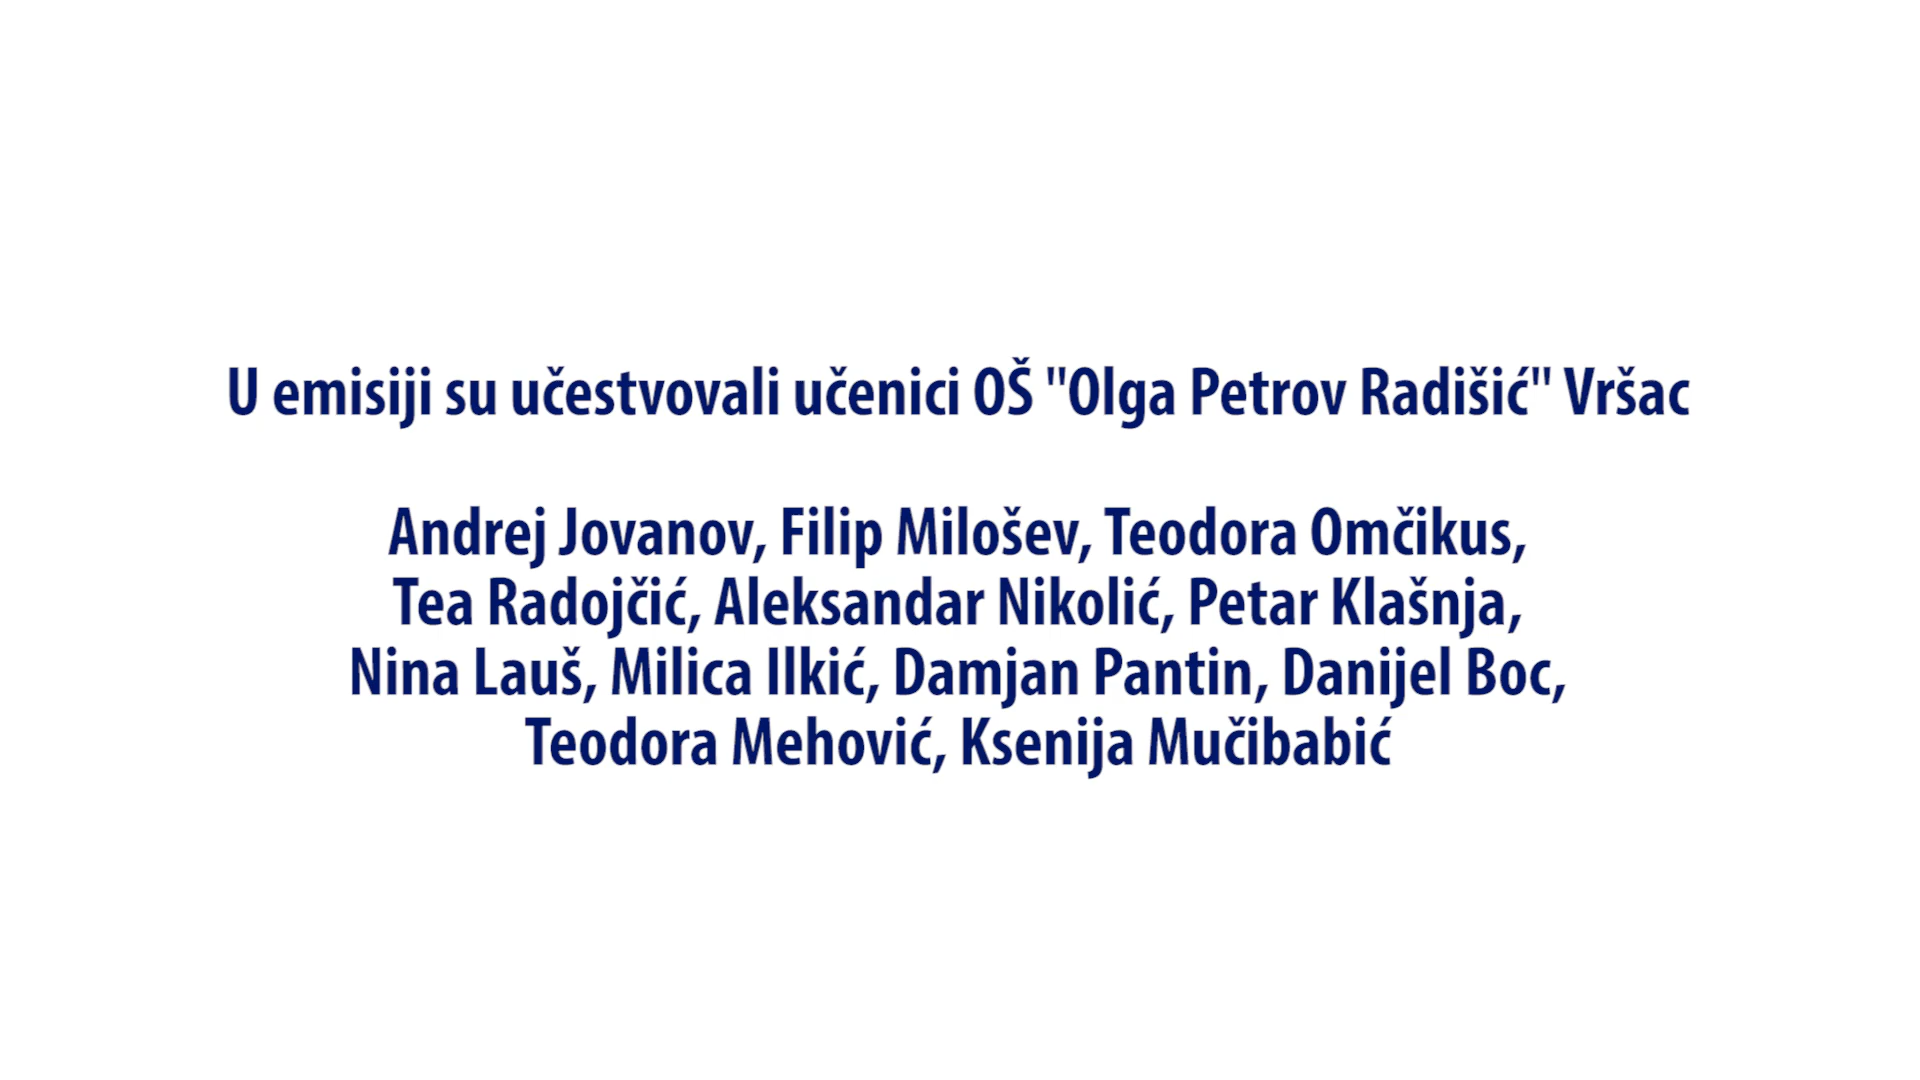 U emisiji su učestvovali učenici OŠ "Olga Petrov Radišić" Vršac
Andrej Jovanov, Filip Milošev, Teodora Omčikus,
Tea Radojčić, Aleksandar Nikolić, Petar Klašnja,
Nina Lauš, Milica Ilkić, Damjan Pantin, Danijel Boc,
Teodora Mehović, Ksenija Mučibabić